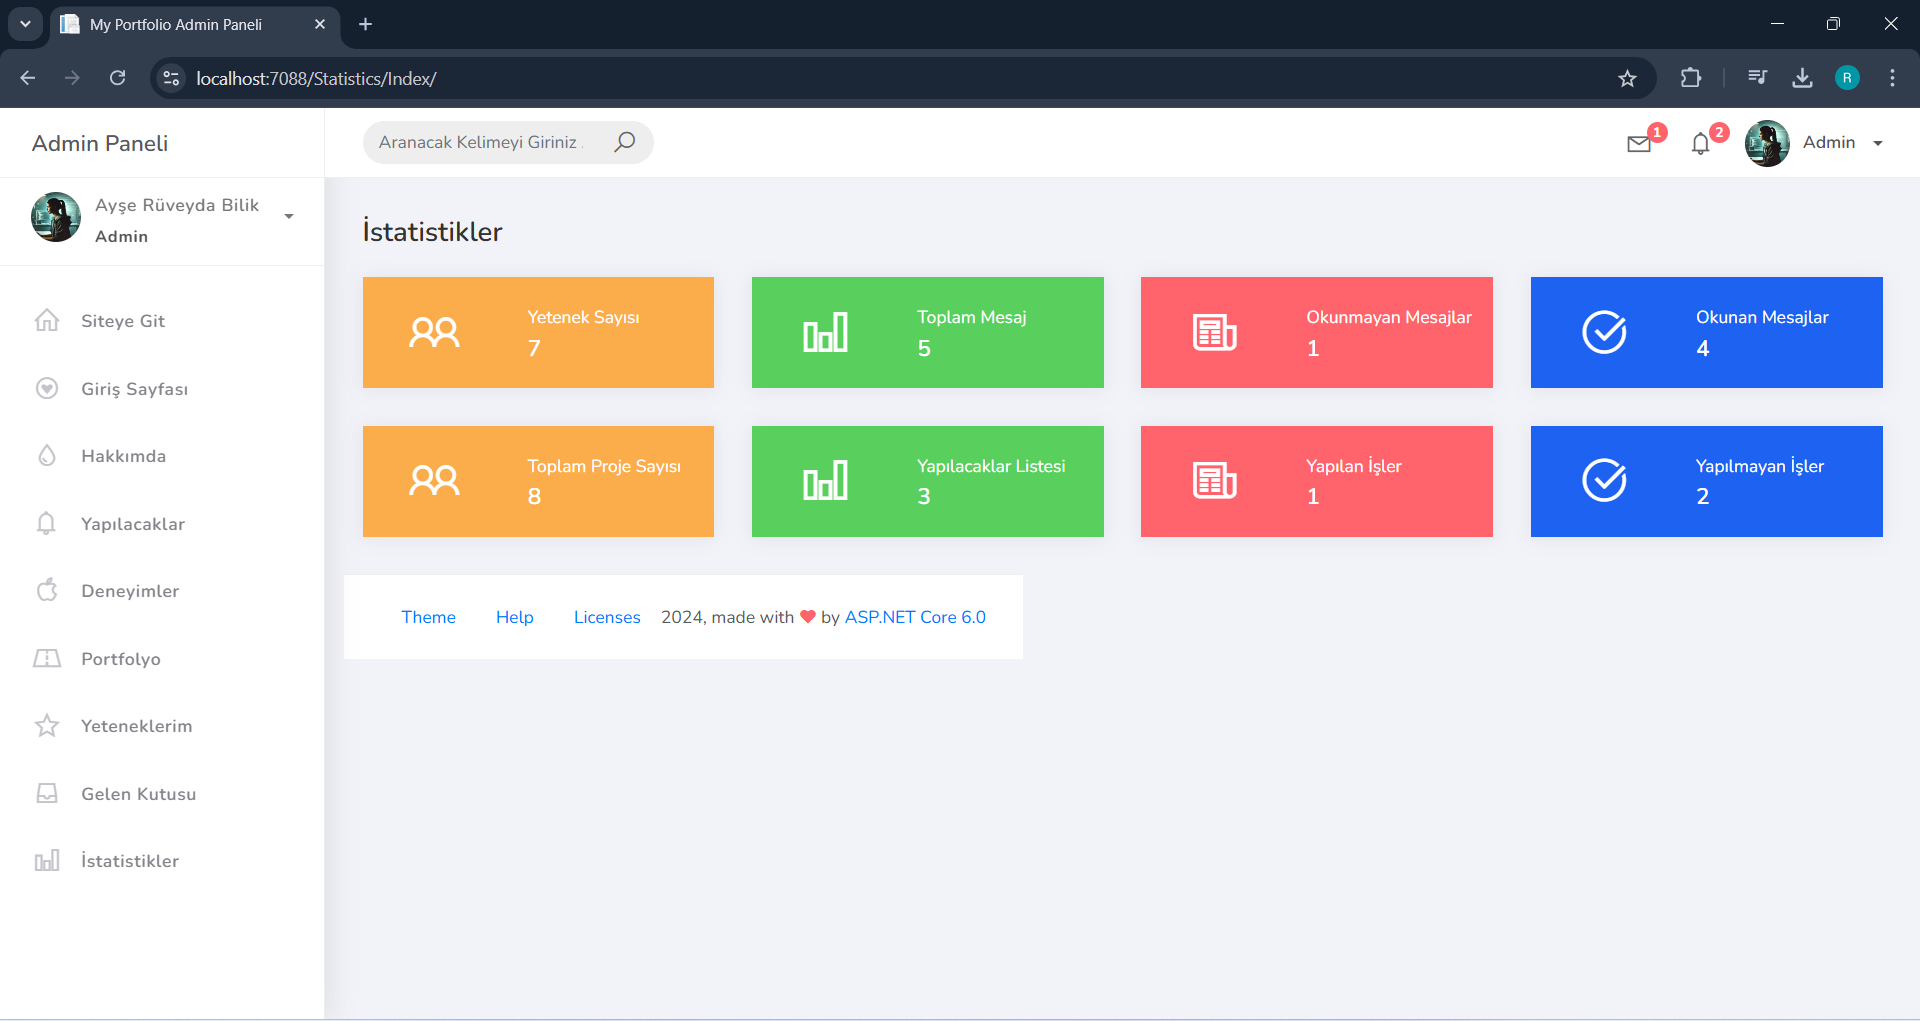 My Portfolio Admin Paneli
localhost:7088/Statistics/Index/
R
Admin Paneli
Aranacak Kelimeyi Giriniz .
1
2
Admin
Ayşe Rüveyda Bilik
Admin
Siteye Git
Giriş Sayfası
Hakkımda
Yapılacaklar
Deneyimler
Portfolyo
Yeteneklerim
Gelen Kutusu
İstatistikler
İstatistikler
Yetenek Sayısı
7
Toplam Mesaj
5
Okunmayan Mesajlar
1
Okunan Mesajlar
4
Toplam Proje Sayısı
8
Yapılacaklar Listesi
3
Yapılan İşler
1
Yapılmayan İşler
2
Theme Help Licenses 2024, made with ❤ by ASP.NET Core 6.0